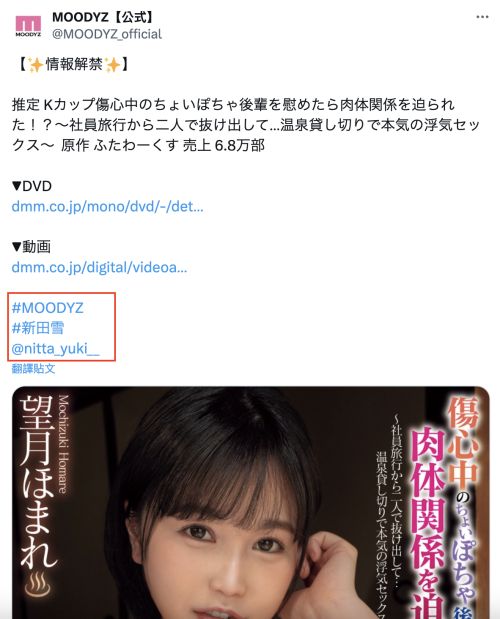 MOODYZ【公式】
MOODYZ
@MOODYZ_official
【✨情報解禁✨】
推定 Kカップ傷心中のちょいぽちゃ後輩を慰めたら肉体関係を迫られ
た！？〜社員旅行から二人で抜け出して...温泉貸し切りで本気の浮気セッ
クス〜 原作 ふたわーくす 売上 6.8万部
▼DVD
dmm.co.jp/mono/dvd/-/det...
▼動画
dmm.co.jp/digital/videoa...
#MOODYZ
#新田雪
@nitta_yuki__
翻譯貼文
望月ほまれ♨
Mochizuki Homare
傷心中のちょいぽちゃ後
肉体関係を迫
〜社員旅行から二人で抜け出して…
温泉貸し切りで本気の浮気セックス